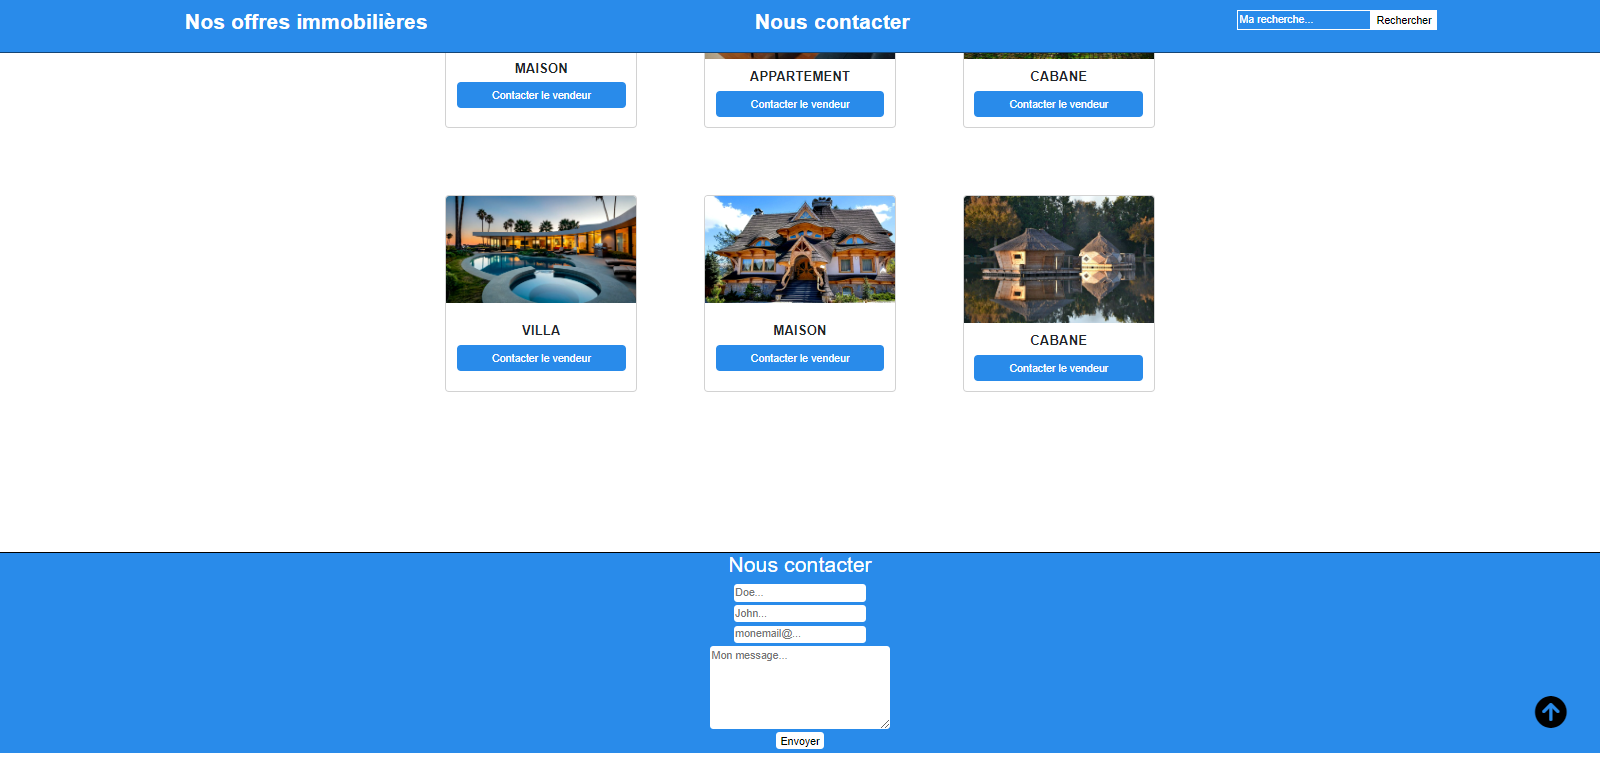 Nos offres immobilières
Nous contacter
Ma recherche...
Rechercher
MAISON
Contacter le vendeur
APPARTEMENT
Contacter le vendeur
CABANE
Contacter le vendeur
VILLA
Contacter le vendeur
MAISON
Contacter le vendeur
CABANE
Contacter le vendeur
Nous contacter
Doe...
John...
monemail@...
Mon message...
Envoyer